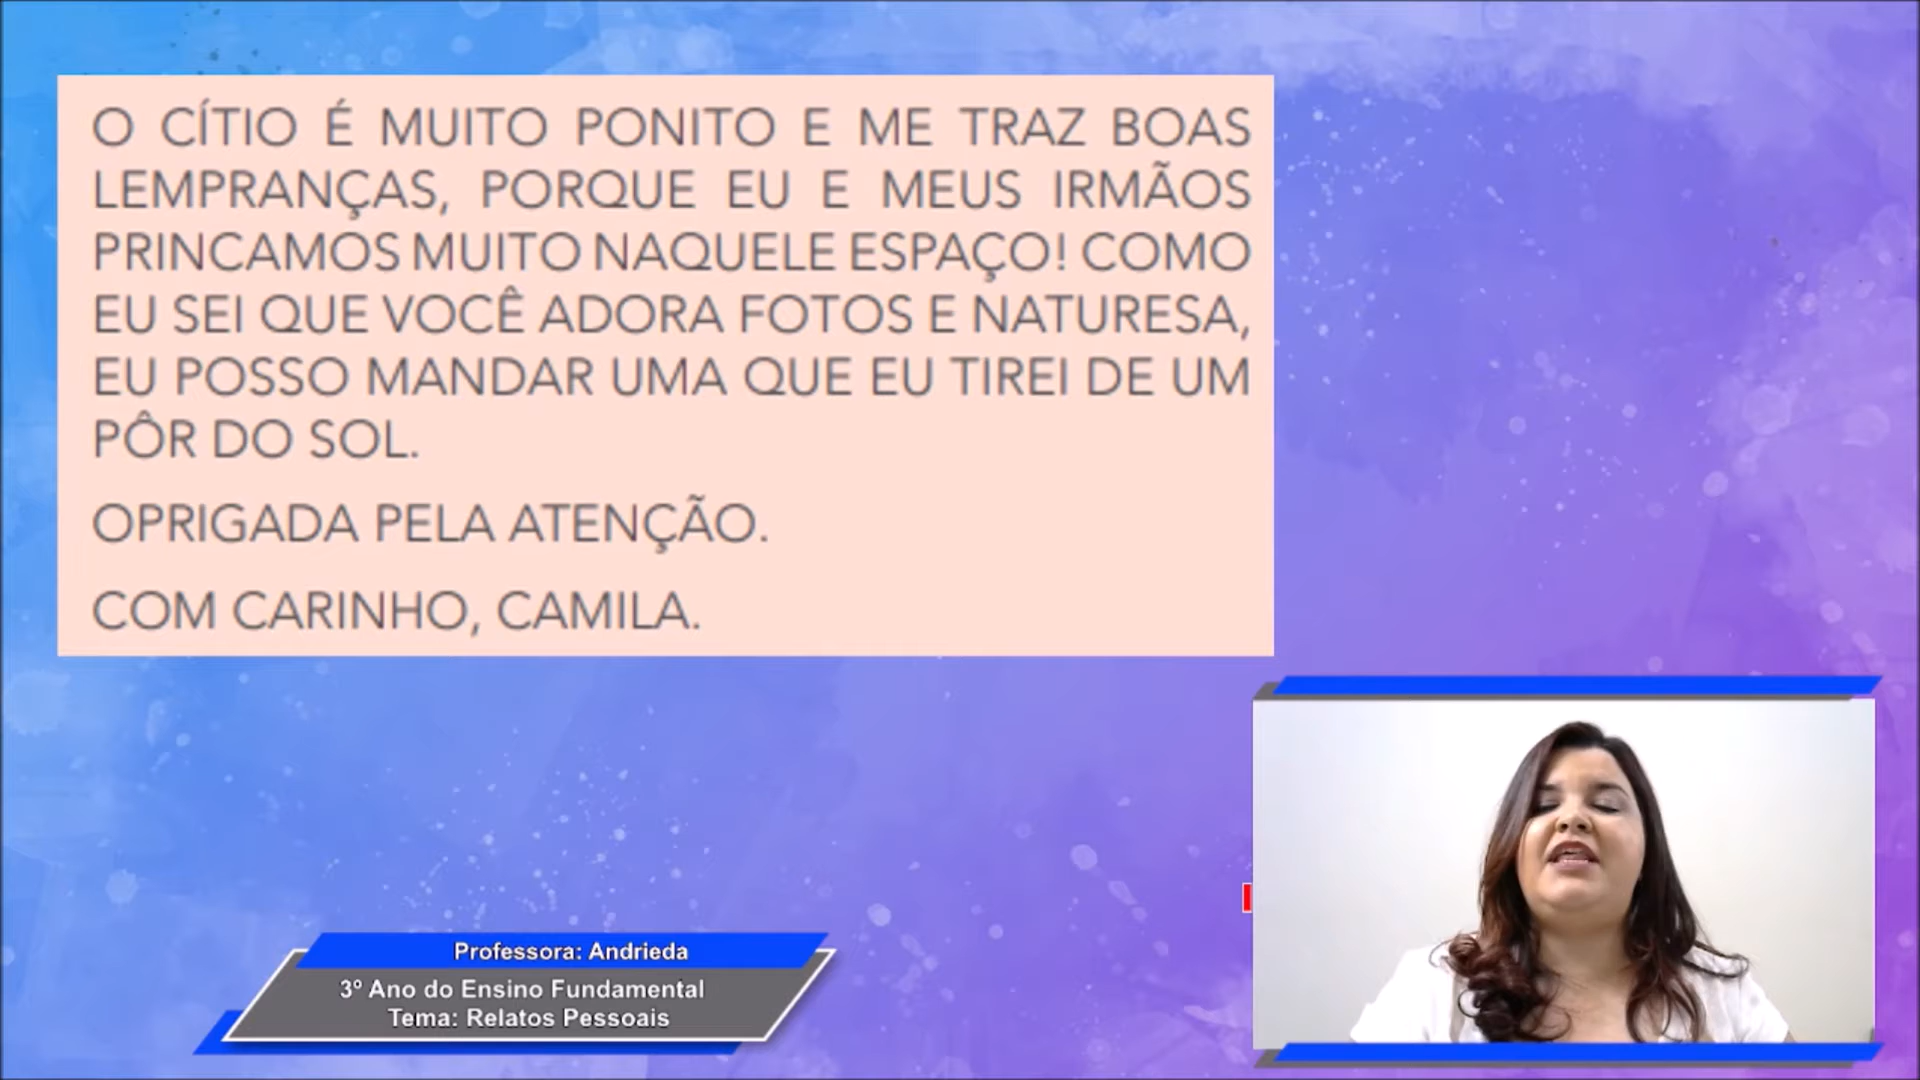 O CÍTIO É MUITO PONITO E ME TRAZ BOAS
LEMPRANÇAS, PORQUE EU E MEUS IRMÃOS
PRINCAMOS MUITO NAQUELE ESPAÇO! COMO
EU SEI QUE VOCÊ ADORA FOTOS E NATURESA,
EU POSSO MANDAR UMA QUE EU TIREI DE UM
PÔR DO SOL.
OPRIGADA PELA ATENÇÃO.
COM CARINHO, CAMILA.
Professora: Andrieda
3º Ano do Ensino Fundamental
Tema: Relatos Pessoais